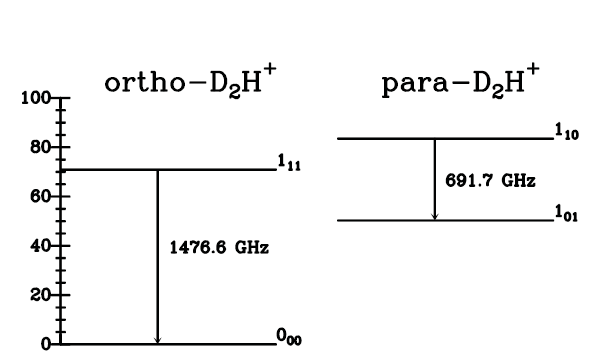 ortho-D₂H⁺
para-D₂H⁺
100
80
60
40
20
0
1₁₁
1476.6 GHz
0₀₀
1₁₀
691.7 GHz
1₀₁